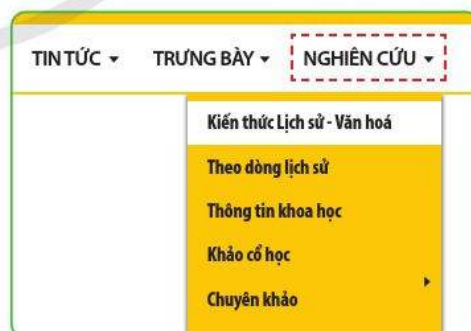 TIN TỨC TRƯNG BÀY NGHIÊN CỨU
Kiến thức Lịch sử - Văn hoá
Theo dòng lịch sử
Thông tin khoa học
Khảo cổ học
Chuyên khảo